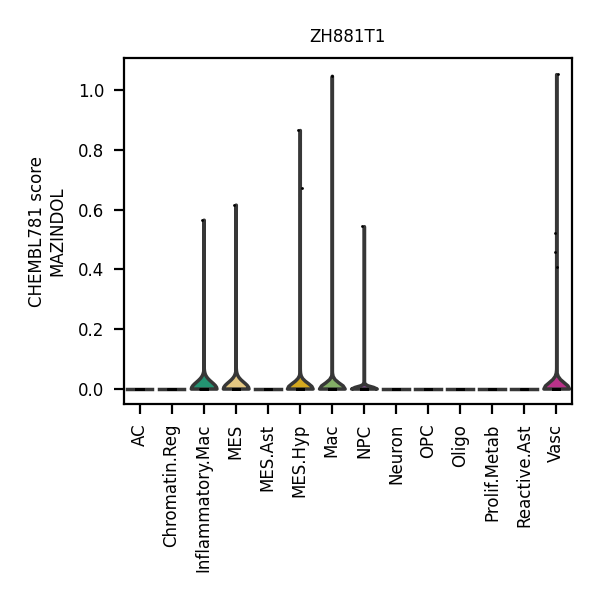 ZH881T1
CHEMBL781 score
MAZINDOL
1.0
0.8
0.6
0.4
0.2
0.0
AC
Chromatin.Reg
Inflammatory.Mac
MES
MES.Ast
MES.Hyp
Mac
NPC
Neuron
OPC
Oligo
Prolif.Metab
Reactive.Ast
Vasc